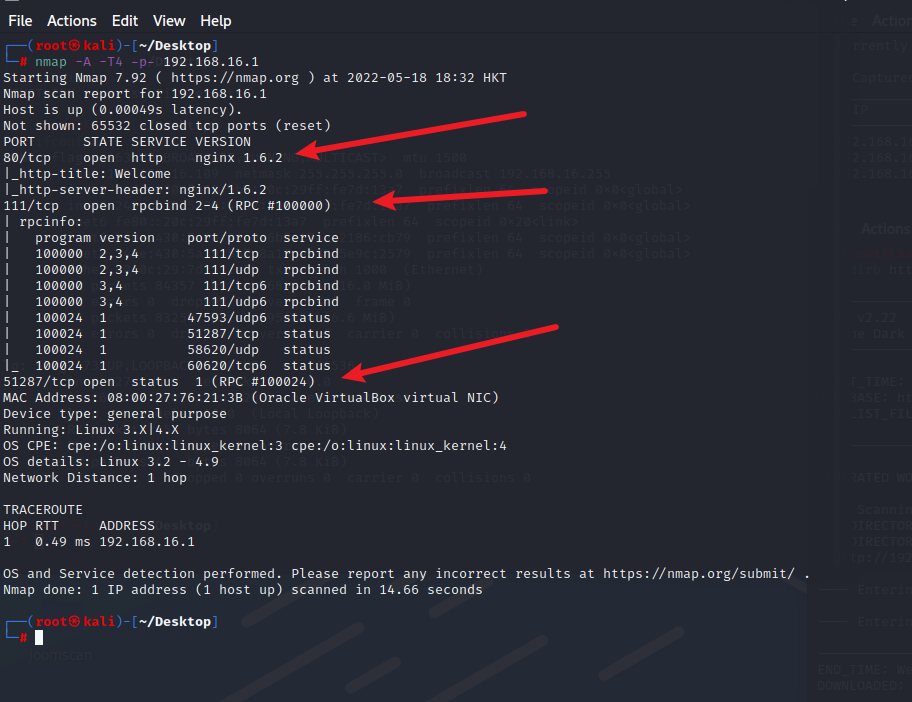 File Actions Edit View Help
┌──(root㉿kali)-[~/Desktop]
└─# nmap -A -T4 -p- 192.168.16.1
Starting Nmap 7.92 ( https://nmap.org ) at 2022-05-18 18:32 HKT
Nmap scan report for 192.168.16.1
Host is up (0.00049s latency).
Not shown: 65532 closed tcp ports (reset)
PORT      STATE SERVICE VERSION
80/tcp    open  http    nginx 1.6.2
|_http-title: Welcome
|_http-server-header: nginx/1.6.2
111/tcp   open  rpcbind 2-4 (RPC #100000)
| rpcinfo:
|   program version    port/proto  service
|   100000  2,3,4        111/tcp   rpcbind
|   100000  2,3,4        111/udp   rpcbind
|   100000  3,4          111/tcp6  rpcbind
|   100000  3,4          111/udp6  rpcbind
|   100024  1          47593/udp6  status
|   100024  1          51287/tcp   status
|   100024  1          58620/udp   status
|_  100024  1          60620/tcp6  status
51287/tcp open  status  1 (RPC #100024)
MAC Address: 08:00:27:76:21:3B (Oracle VirtualBox virtual NIC)
Device type: general purpose
Running: Linux 3.X|4.X
OS CPE: cpe:/o:linux:linux_kernel:3 cpe:/o:linux:linux_kernel:4
OS details: Linux 3.2 - 4.9
Network Distance: 1 hop
TRACEROUTE
HOP RTT     ADDRESS
1   0.49 ms 192.168.16.1
OS and Service detection performed. Please report any incorrect results at https://nmap.org/submit/ .
Nmap done: 1 IP address (1 host up) scanned in 14.66 seconds
┌──(root㉿kali)-[~/Desktop]
└─#